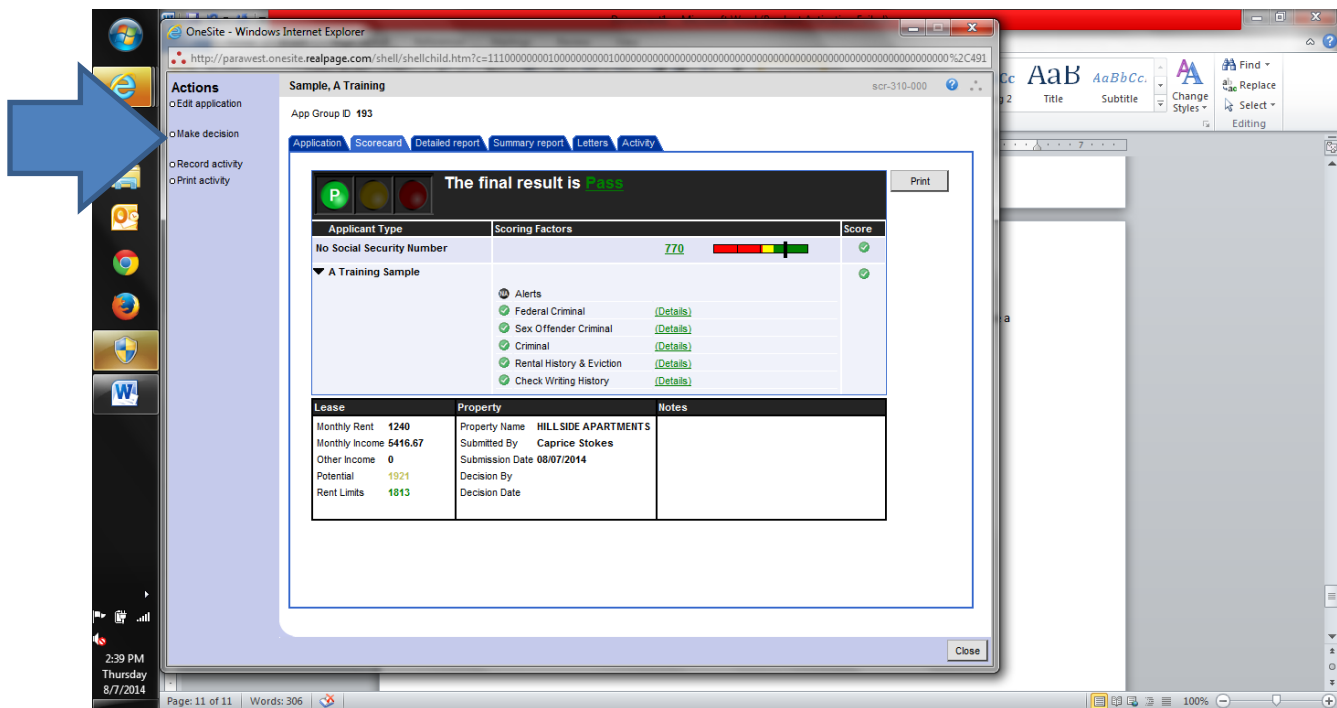 OneSite - Windows Internet Explorer
http://parawest.onesite.realpage.com/shell/shellchild.htm?c=
Actions
Edit application
Make decision
Record activity
Print activity
Sample, A Training
scr-310-000
App Group ID 193
Application Scorecard Detailed report Summary report Letters Activity
P
The final result is Pass
Print
Applicant Type Scoring Factors Score
No Social Security Number 770
A Training Sample
Alerts
Federal Criminal (Details)
Sex Offender Criminal (Details)
Criminal (Details)
Rental History & Eviction (Details)
Check Writing History (Details)
Lease Property Notes
Monthly Rent 1240 Property Name HILLSIDE APARTMENTS
Monthly Income 5416.67 Submitted By Caprice Stokes
Other Income 0 Submission Date 08/07/2014
Potential 1921 Decision By
Rent Limits 1813 Decision Date
Close
AaB AaBbCc.
Title Subtitle
Change
Styles
Find
Replace
Select
Editing
7
a
2:39 PM
Thursday
8/7/2014
Page: 11 of 11 Words: 306
100%